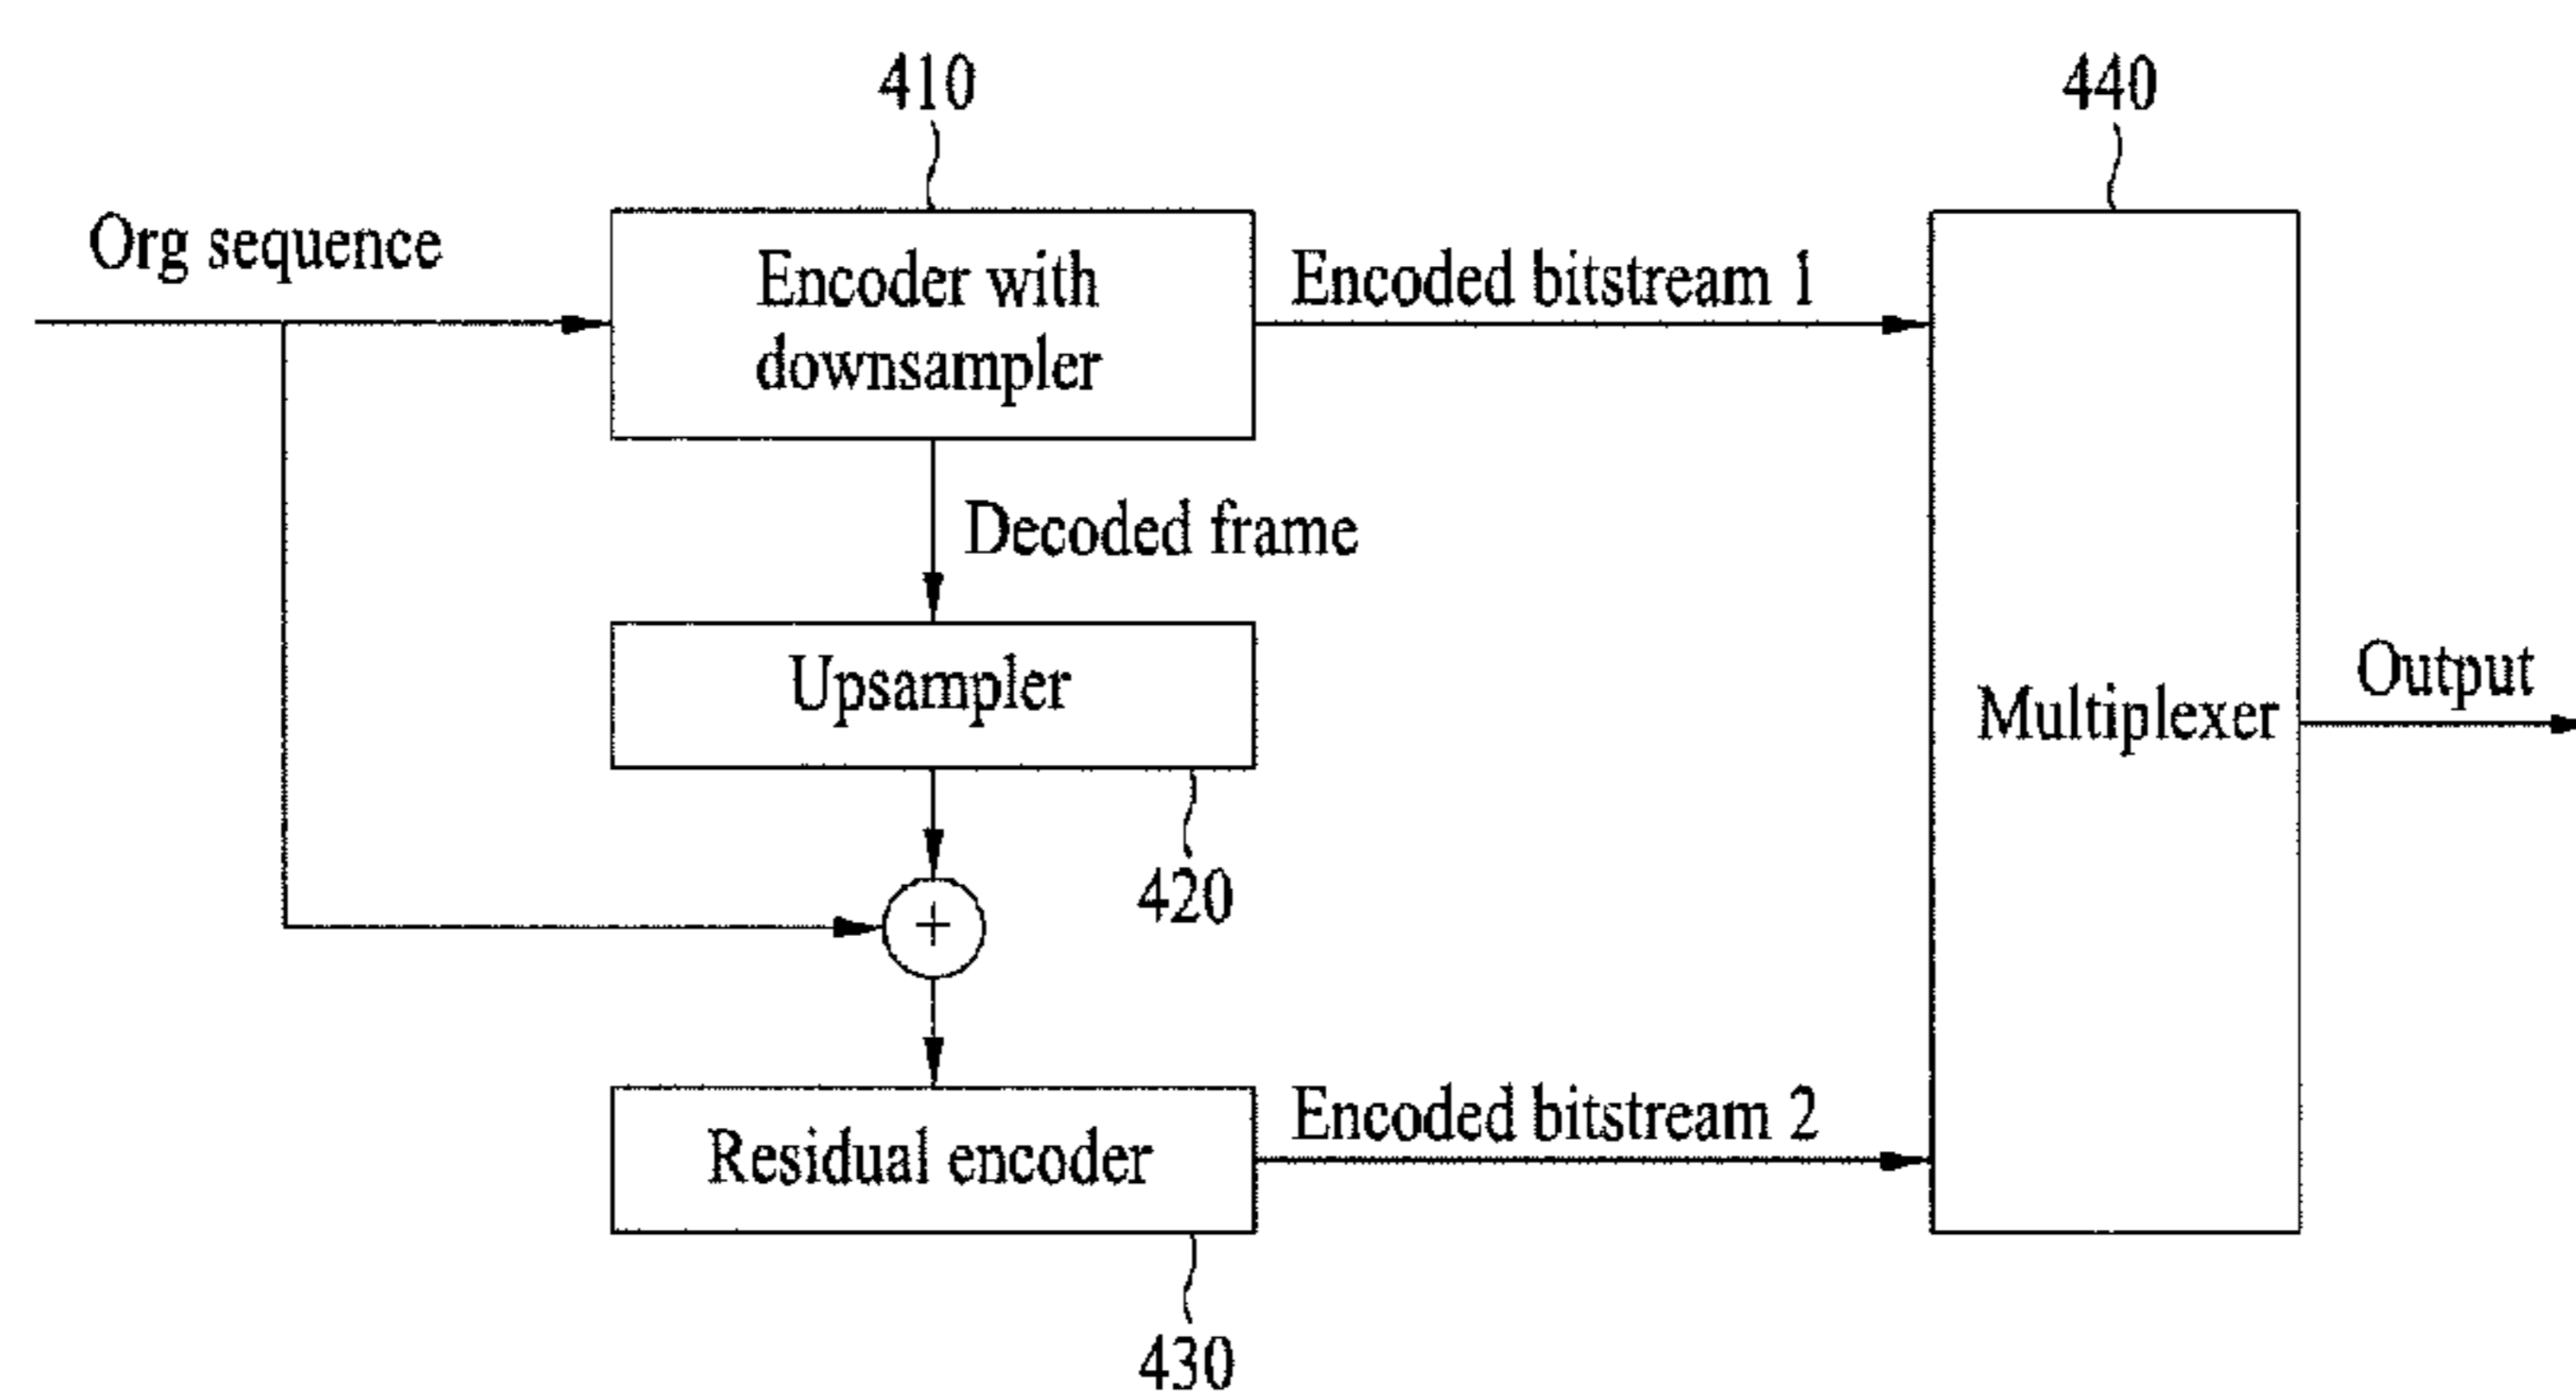 410
440
Org sequence
Encoder with
downsampler
Encoded bitstream 1
Decoded frame
Upsampler
Multiplexer
Output
420
+
Residual encoder
Encoded bitstream 2
430